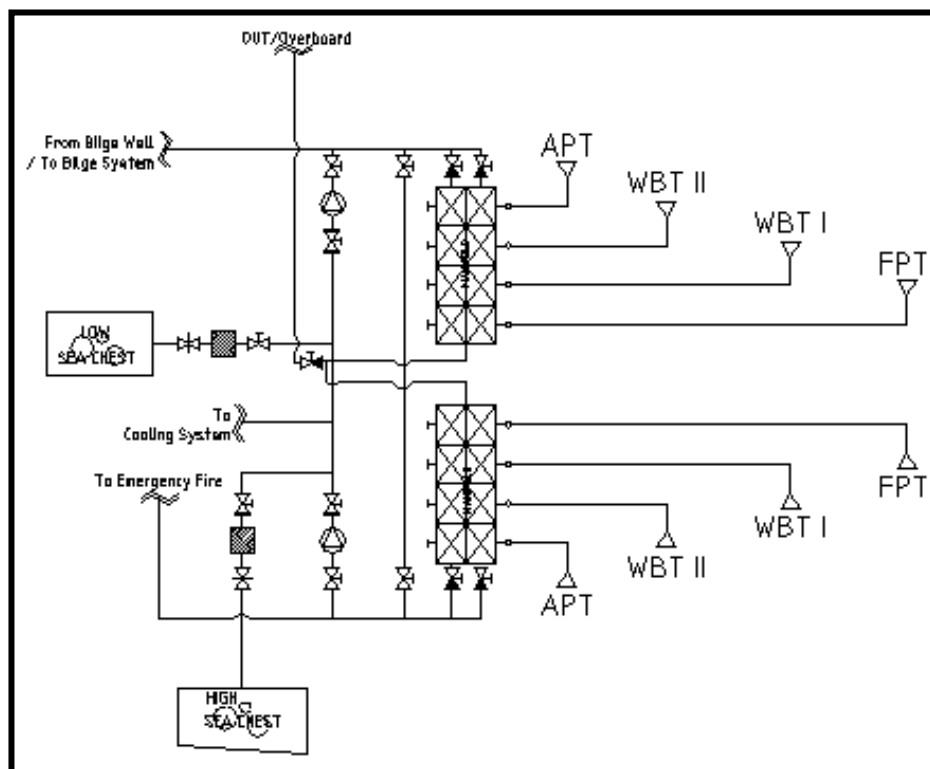 OUT/Overboard
From Bilge Well
/ To Bilge System
APT
WBT II
WBT I
FPT
LOW
SEA CHEST
To
Cooling System
To Emergency Fire
FPT
WBT I
WBT II
APT
HIGH
SEA CHEST